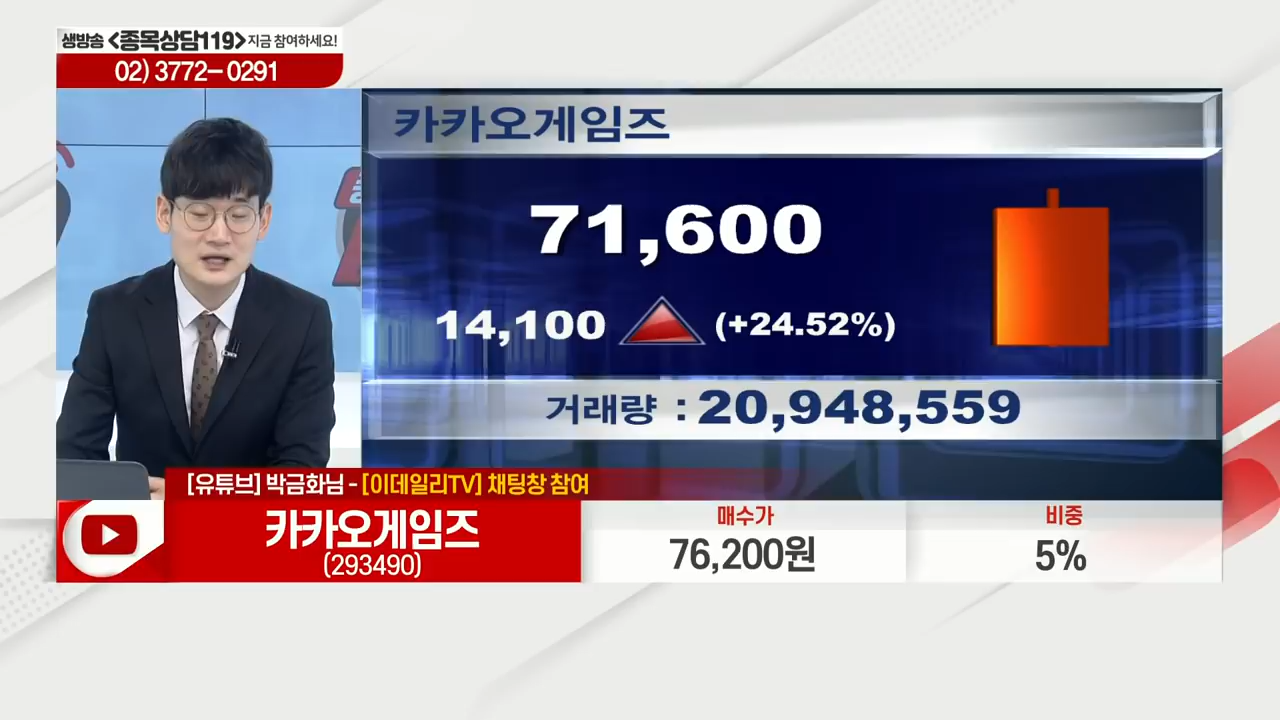 생방송 <종목상담119> 지금 참여하세요!
02) 3772-0291
카카오게임즈
71,600
14,100 ▲ (+24.52%)
거래량 : 20,948,559
[유튜브] 박금화님 - [이데일리TV] 채팅창 참여
카카오게임즈
(293490)
매수가
76,200원
비중
5%